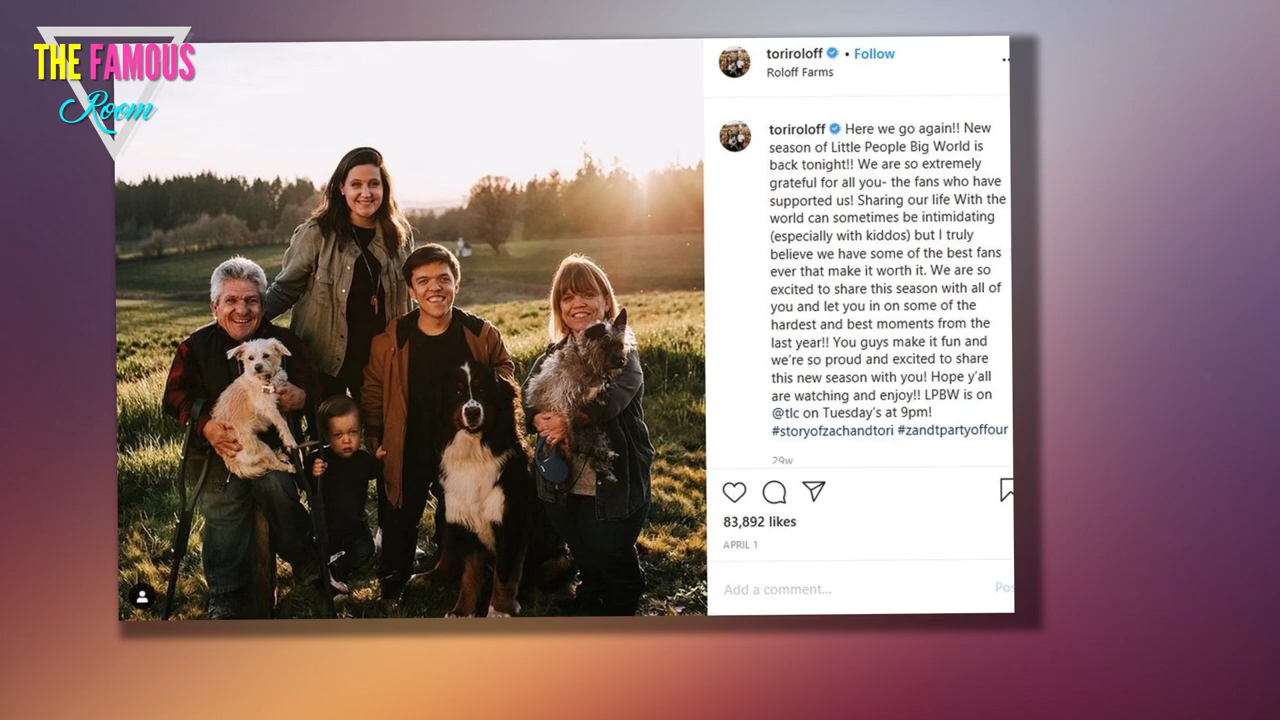 THE FAMOUS
Room
toriroloff • Follow
Roloff Farms
toriroloff Here we go again!! New
season of Little People Big World is
back tonight!! We are so extremely
grateful for all you- the fans who have
supported us! Sharing our life With the
world can sometimes be intimidating
(especially with kiddos) but I truly
believe we have some of the best fans
ever that make it worth it. We are so
excited to share this season with all of
you and let you in on some of the
hardest and best moments from the
last year!! You guys make it fun and
we're so proud and excited to share
this new season with you! Hope y'all
are watching and enjoy!! LPBW is on
@tlc on Tuesday's at 9pm!
#storyofzachandtori #zandtpartyoffour
29w
83,892 likes
APRIL 1
Add a comment...
Pos